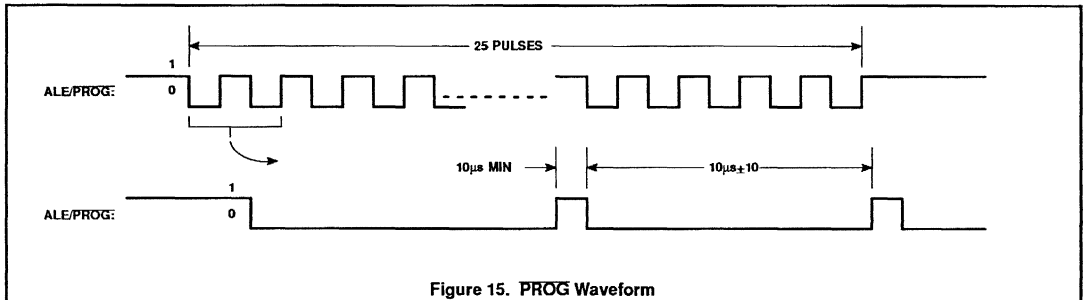 25 PULSES
1
ALE/PROG:
0
10μs MIN
10μs±10
1
ALE/PROG:
0
Figure 15. PROG Waveform